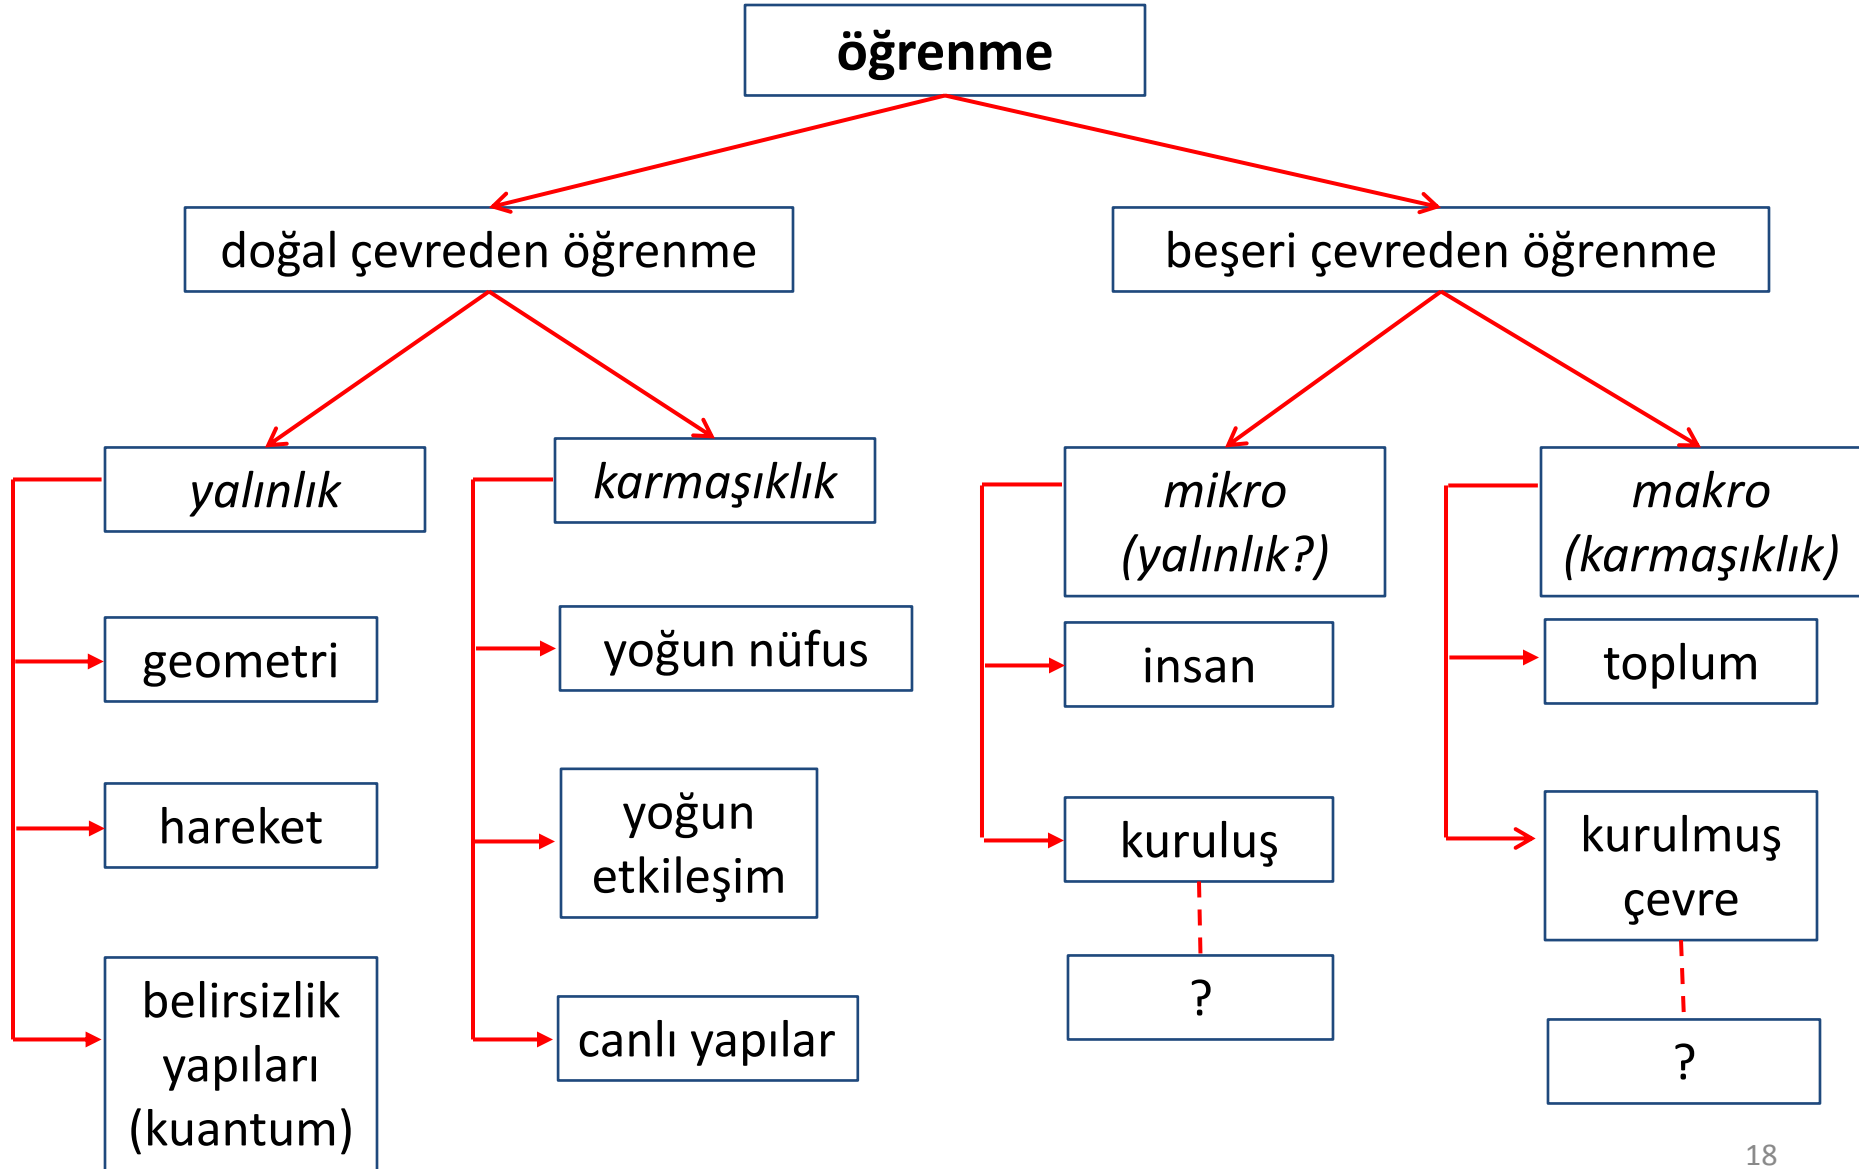 öğrenme
doğal çevreden öğrenme
beşeri çevreden öğrenme
yalınlık
karmaşıklık
mikro
(yalınlık?)
makro
(karmaşıklık)
geometri
yoğun nüfus
insan
toplum
hareket
yoğun
etkileşim
kuruluş
kurulmuş
çevre
belirsizlik
yapıları
(kuantum)
canlı yapılar
?
?
18